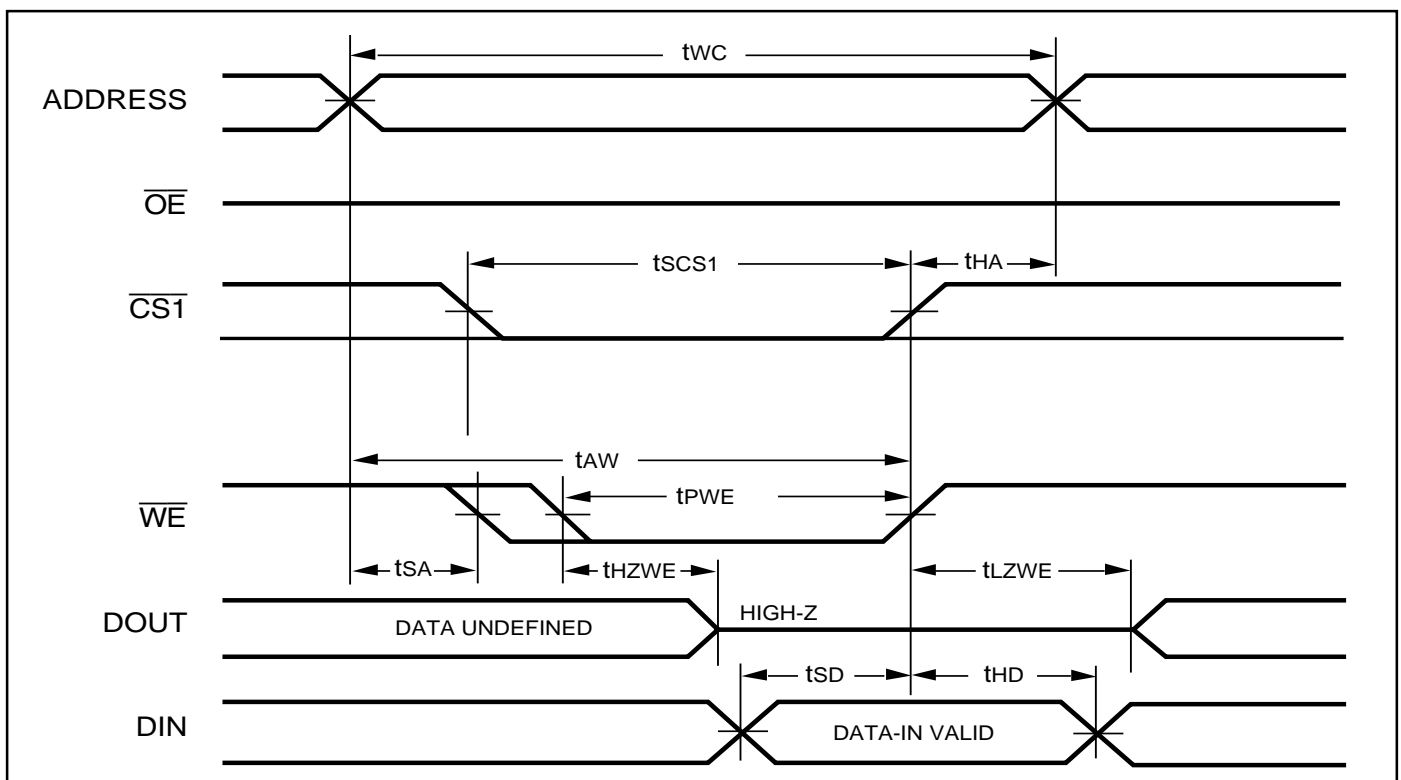 tWC
ADDRESS
OE
tSCS1
tHA
CS1
tAW
tPWE
WE
tSA
tHZWE
tLZWE
DOUT
DATA UNDEFINED
HIGH-Z
tSD
tHD
DIN
DATA-IN VALID